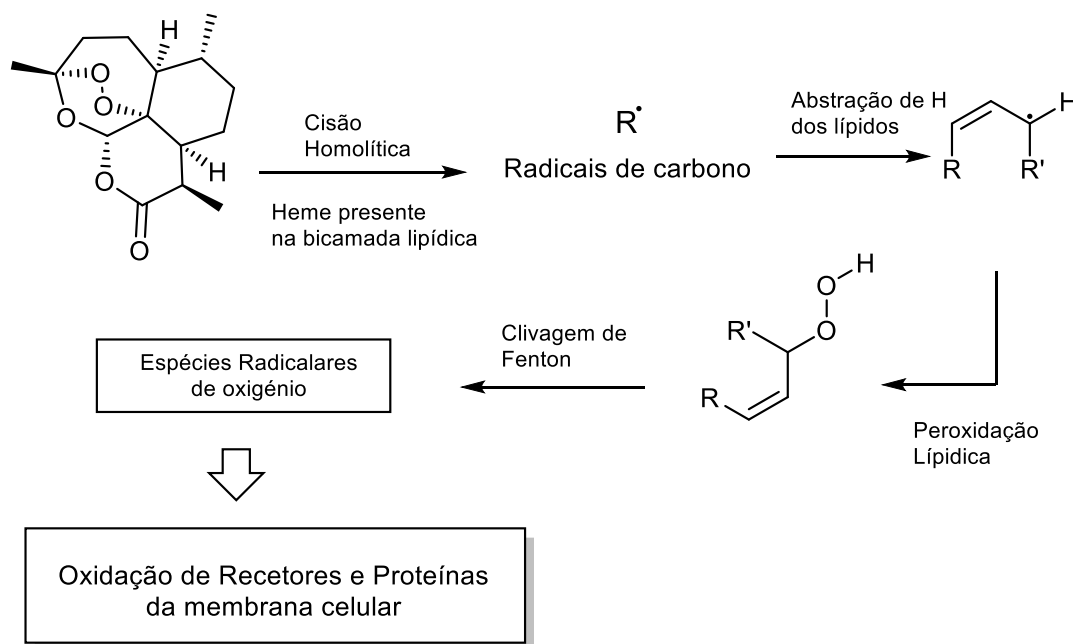 H
O
O
O
H
O
O
Cisão
Homolítica
Heme presente
na bicamada lipídica
R•
Radicais de carbono
Abstração de H
dos lípidos
H
•
R
R'
H
O
O
R'
R
Peroxidação
Lípidica
Clivagem de
Fenton
Espécies Radicalares
de oxigénio
Oxidação de Recetores e Proteínas
da membrana celular